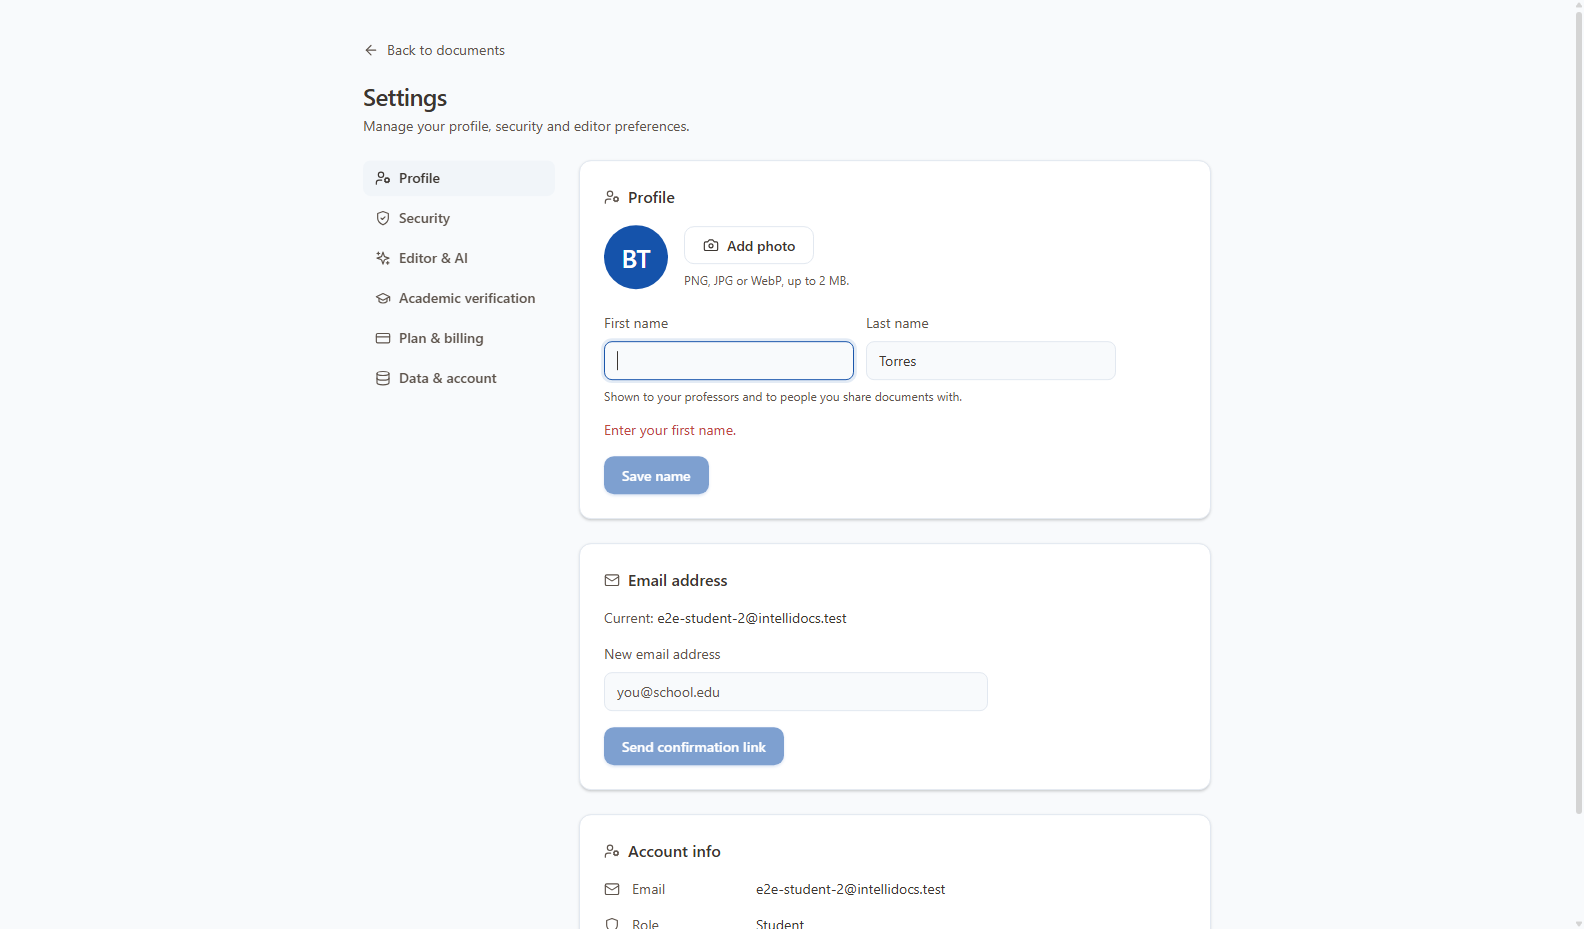 Back to documents
Settings
Manage your profile, security and editor preferences.
Profile
Security
Editor & AI
Academic verification
Plan & billing
Data & account
Profile
BT
Add photo
PNG, JPG or WebP, up to 2 MB.
First name
Last name
Torres
Shown to your professors and to people you share documents with.
Enter your first name.
Save name
Email address
Current: e2e-student-2@intellidocs.test
New email address
you@school.edu
Send confirmation link
Account info
Email e2e-student-2@intellidocs.test
Role Student